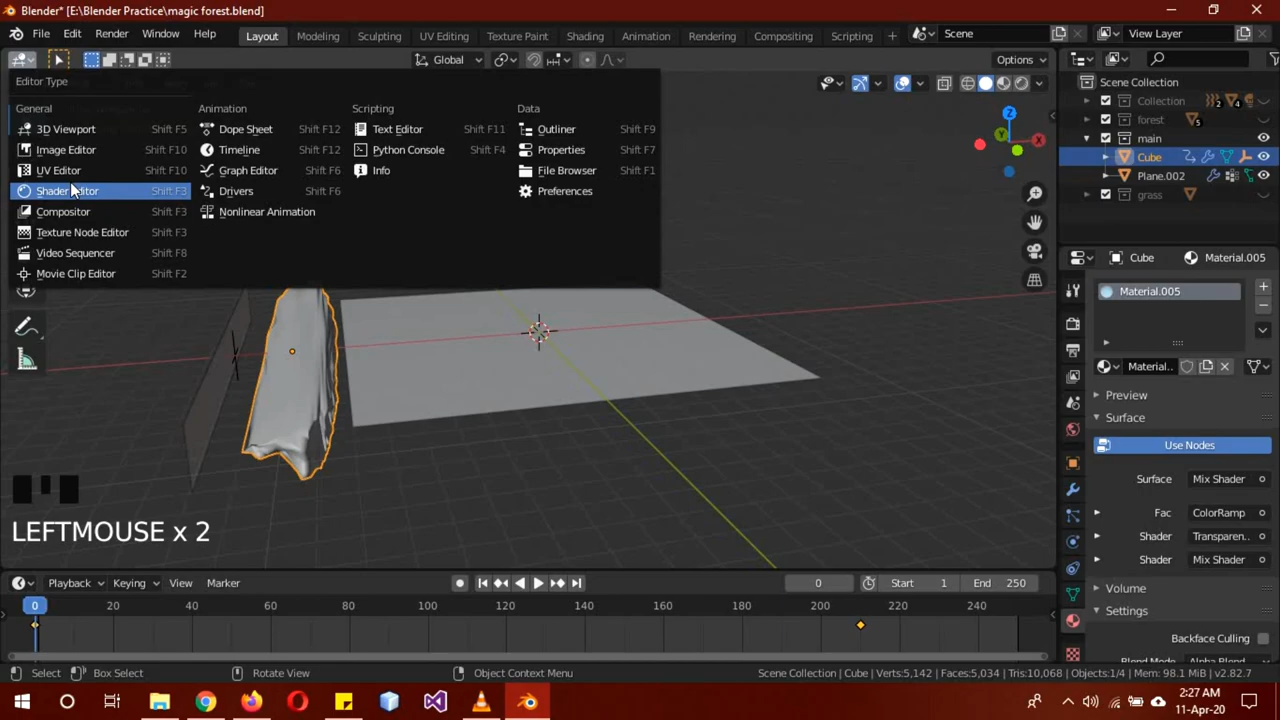 Blender* [D:\Blender Practice\magic forest.blend]
File Edit Render Window Help Layout Modeling Sculpting UV Editing Texture Paint Shading Animation Rendering Compositing Scripting + Scene View Layer
Global Options
Editor Type
General Animation Scripting Data
3D Viewport Shift F5 Dope Sheet Shift F12 Text Editor Shift F11 Outliner Shift F9
Image Editor Shift F10 Timeline Shift F12 Python Console Shift F4 Properties Shift F7
UV Editor Shift F10 Graph Editor Shift F6 Info File Browser Shift F1
Shader Editor Shift F3 Drivers Shift F6 Preferences
Compositor Shift F3 Nonlinear Animation
Texture Node Editor Shift F3
Video Sequencer Shift F8
Movie Clip Editor Shift F2
Z
Y
X
Scene Collection
Collection 2 4
forest 5
main
Cube
Plane.002
grass
Cube Material.005
Material.005
Material..
Preview
Surface
Use Nodes
Surface Mix Shader
Fac ColorRamp
Shader Transparen..
Shader Mix Shader
Volume
Settings
Backface Culling
Blend Mode Alpha Blend
LEFTMOUSE x 2
Playback Keying View Marker 0 Start 1 End 250
0 20 40 60 80 100 120 140 160 180 200 220 240
Select Box Select Rotate View Object Context Menu Scene Collection | Cube | Verts:5,142 | Faces:5,034 | Tris:10,068 | Objects:1/4 | Mem: 98.1 MiB | v2.82.7
2:27 AM
11-Apr-20